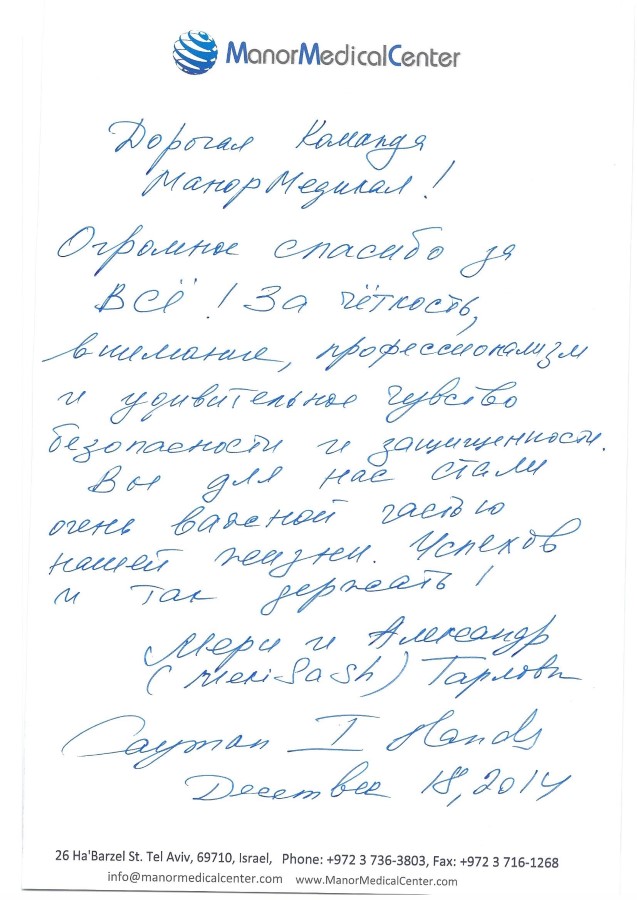 ManorMedicalCenter
Дорогая Команда
МанорМедикал!
Огромное спасибо за
ВСЁ! За чёткость,
внимание, профессионализм
и удивительное чувство
безопасности и защищенности.
Вы для нас стали
очень важной частью
нашей жизни. Успехов
и так держать!
Мери и Александр
(MeriSash) Тарловы
Cayman I Hands
December 18, 2014
26 Ha'Barzel St. Tel Aviv, 69710, Israel, Phone: +972 3 736-3803, Fax: +972 3 716-1268
info@manormedicalcenter.com www.ManorMedicalCenter.com